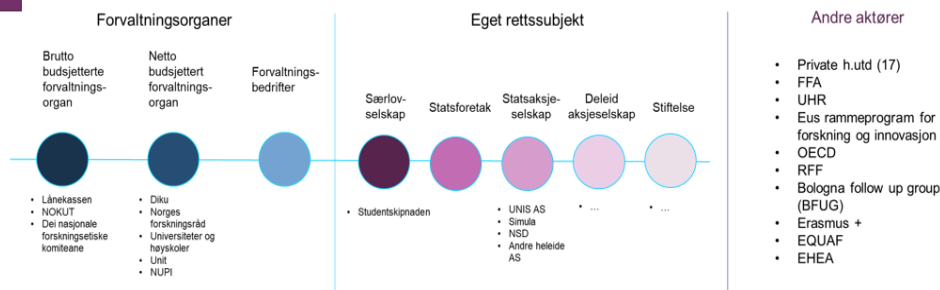 Forvaltningsorganer
Brutto
budsjetterte
forvaltnings-
organ
Netto
budsjettert
forvaltnings-
organ
Forvaltnings-
bedrifter
• Lånekassen
• NOKUT
• Dei nasjonale
forskningsetiske
komiteane
• Diku
• Norges
forskningsråd
• Universiteter og
høyskoler
• Unit
• NUPI
Eget rettssubjekt
Særlov-
selskap
Statsforetak
Statsaksje-
selskap
Deleid
aksjeselskap
Stiftelse
• Studentskipnaden
• UNIS AS
• Simula
• NSD
• Andre heleide
AS
• ...
• ...
Andre aktører
• Private h.utd (17)
• FFA
• UHR
• Eus rammeprogram for
forskning og innovasjon
• OECD
• RFF
• Bologna follow up group
(BFUG)
• Erasmus +
• EQUAF
• EHEA